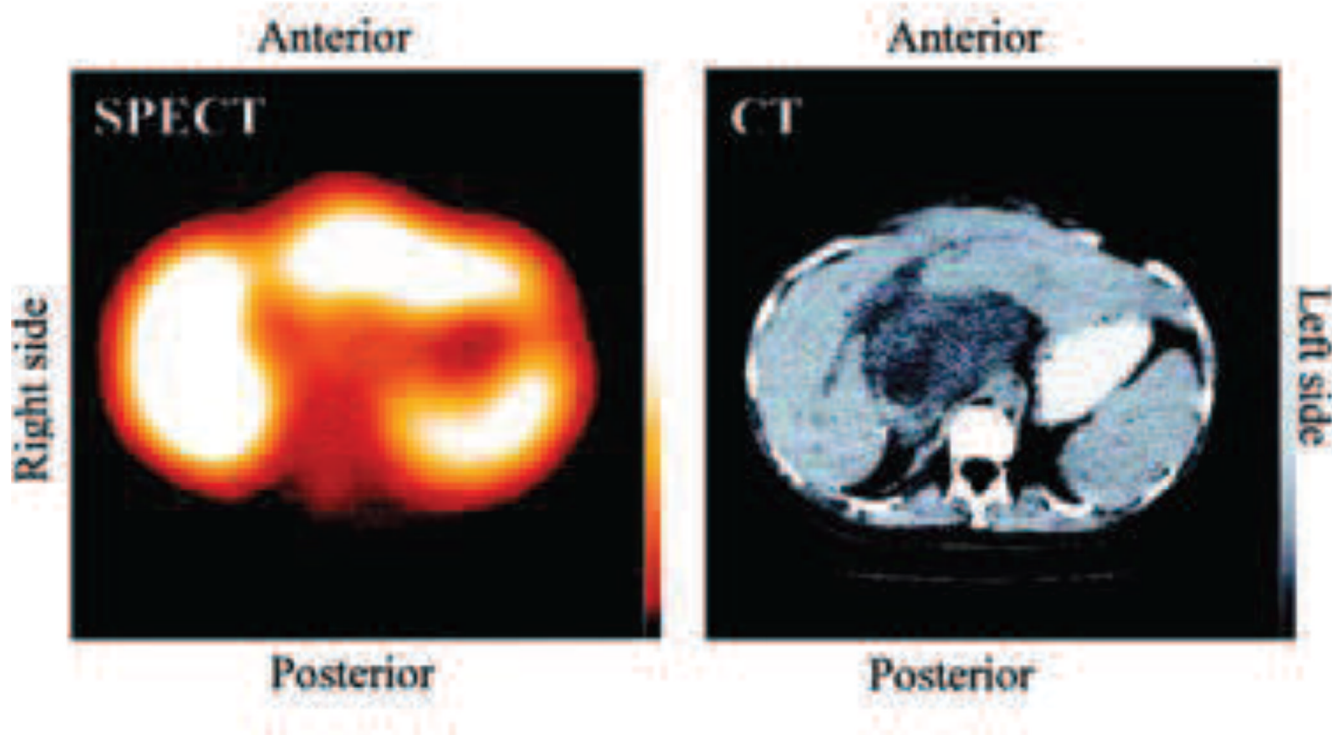 Anterior
Anterior
SPECT
CT
Right side
Left side
Posterior
Posterior